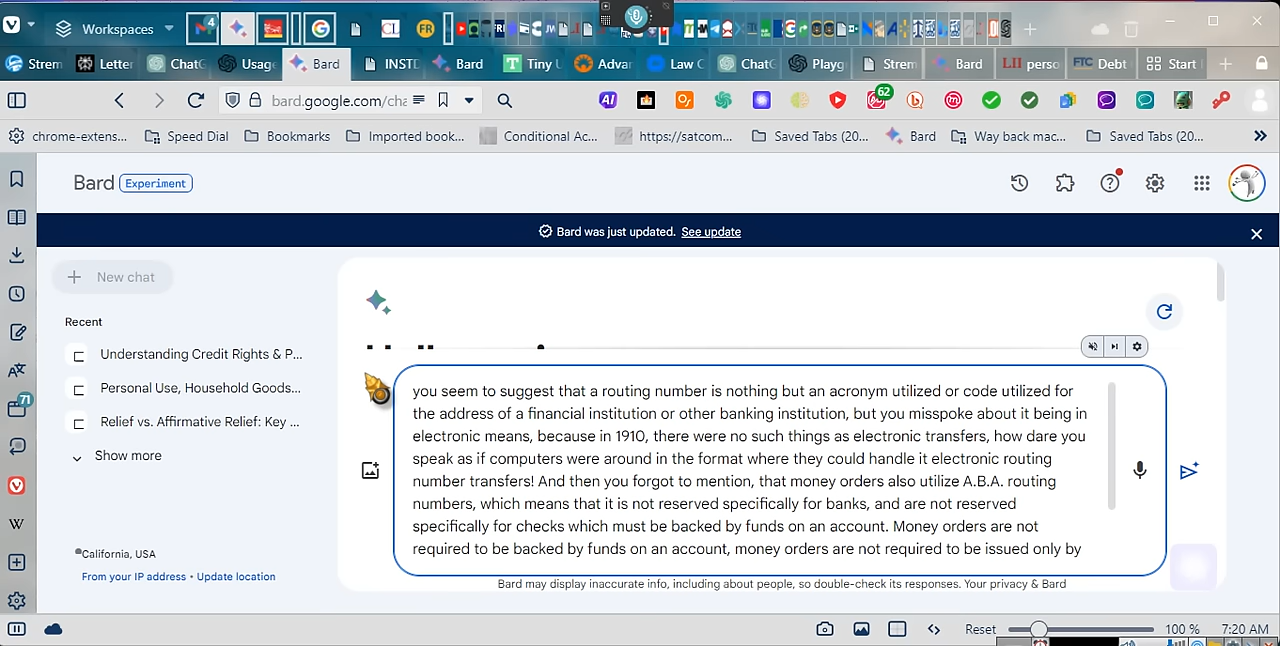 Workspaces
4
CL
FR
Strem
Letter
ChatG
Usage
Bard
INSTD
Bard
Tiny U
Advar
Law C
ChatG
Playg
Strem
Bard
LII perso
FTC Debt
Start
bard.google.com/cha
62
chrome-extens...
Speed Dial
Bookmarks
Imported book...
Conditional Ac...
https://satcom...
Saved Tabs (20...
Bard
Way back mac...
Saved Tabs (20...
Bard Experiment
Bard was just updated. See update
New chat
Recent
Understanding Credit Rights & P...
Personal Use, Household Goods...
Relief vs. Affirmative Relief: Key ...
Show more
71
California, USA
From your IP address • Update location
you seem to suggest that a routing number is nothing but an acronym utilized or code utilized for
the address of a financial institution or other banking institution, but you misspoke about it being in
electronic means, because in 1910, there were no such things as electronic transfers, how dare you
speak as if computers were around in the format where they could handle it electronic routing
number transfers! And then you forgot to mention, that money orders also utilize A.B.A. routing
numbers, which means that it is not reserved specifically for banks, and are not reserved
specifically for checks which must be backed by funds on an account. Money orders are not
required to be backed by funds on an account, money orders are not required to be issued only by
Bard may display inaccurate info, including about people, so double-check its responses. Your privacy & Bard
Reset
100 %
7:20 AM